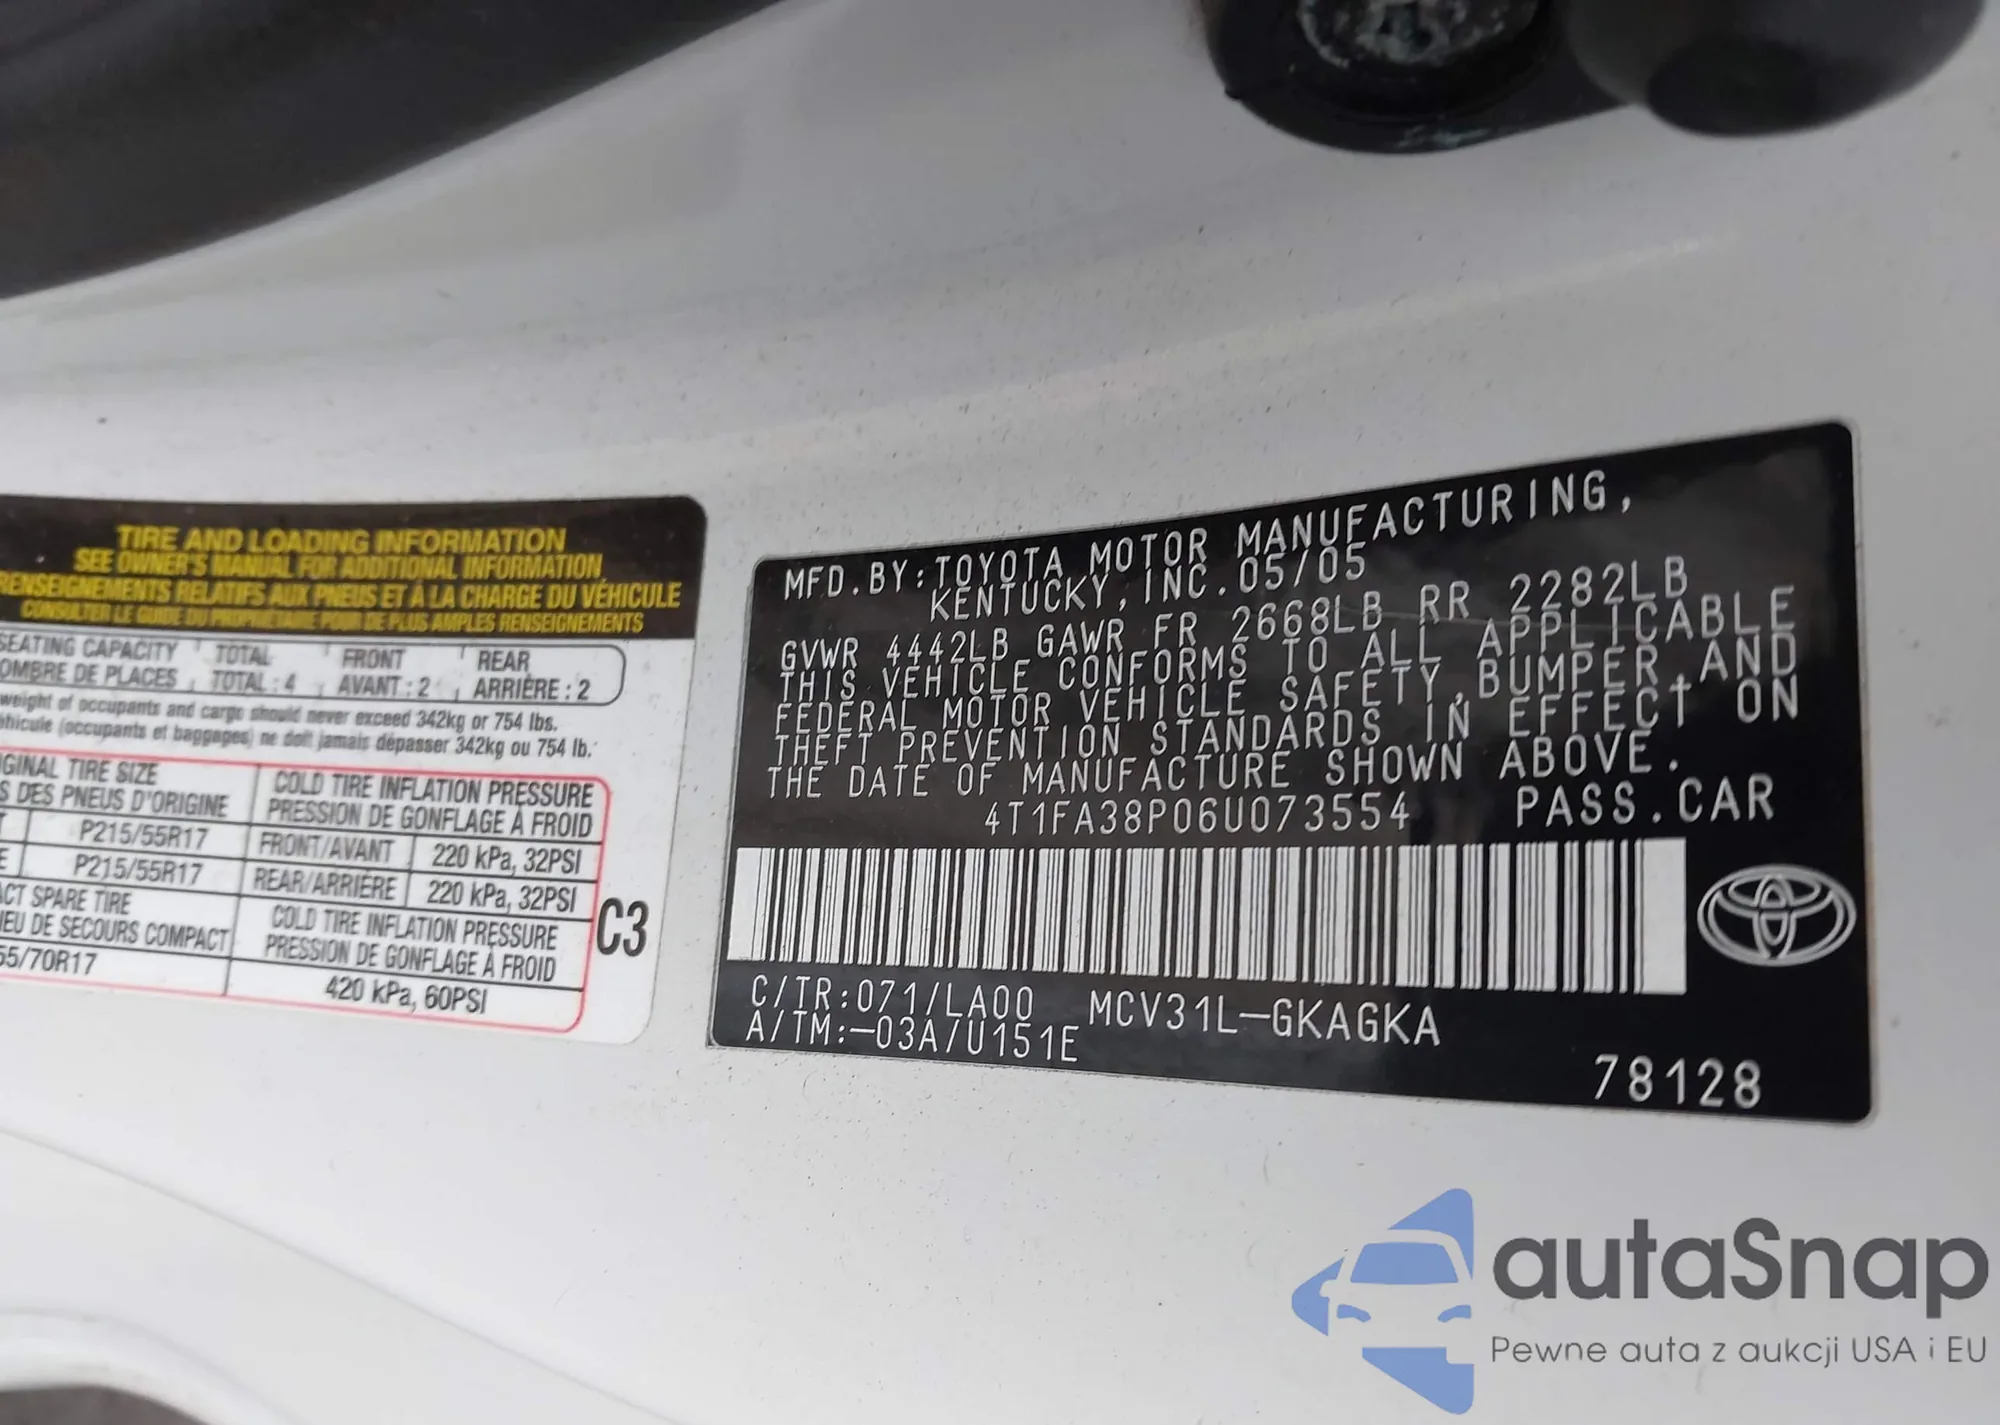 TIRE AND LOADING INFORMATION
SEE OWNER'S MANUAL FOR ADDITIONAL INFORMATION
RENSEIGNEMENTS RELATIFS AUX PNEUS ET À LA CHARGE DU VÉHICULE
CONSULTER LE GUIDE DU PROPRIÉTAIRE POUR DE PLUS AMPLES RENSEIGNEMENTS
SEATING CAPACITY TOTAL FRONT REAR
OMBRE DE PLACES TOTAL : 4 AVANT : 2 ARRIÈRE : 2
weight of occupants and cargo should never exceed 342kg or 754 lbs.
éhicule (occupants et bagages) ne doit jamais dépasser 342kg ou 754 lb.
IGINAL TIRE SIZE COLD TIRE INFLATION PRESSURE
S DES PNEUS D'ORIGINE PRESSION DE GONFLAGE À FROID
T P215/55R17 FRONT/AVANT 220 kPa, 32PSI
E P215/55R17 REAR/ARRIÈRE 220 kPa, 32PSI
ACT SPARE TIRE COLD TIRE INFLATION PRESSURE
IEU DE SECOURS COMPACT PRESSION DE GONFLAGE À FROID
55/70R17 420 kPa, 60PSI
C3
MFD.BY:TOYOTA MOTOR MANUFACTURING,
KENTUCKY,INC.05/05
GVWR 4442LB GAWR FR 2668LB RR 2282LB
THIS VEHICLE CONFORMS TO ALL APPLICABLE
FEDERAL MOTOR VEHICLE SAFETY,BUMPER,AND
THEFT PREVENTION STANDARDS IN EFFECT ON
THE DATE OF MANUFACTURE SHOWN ABOVE.
4T1FA38P06U073554 PASS.CAR
C/TR:071/LA00 MCV31L-GKAGKA
A/TM:-03A/U151E
78128
autaSnap
Pewne auta z aukcji USA i EU